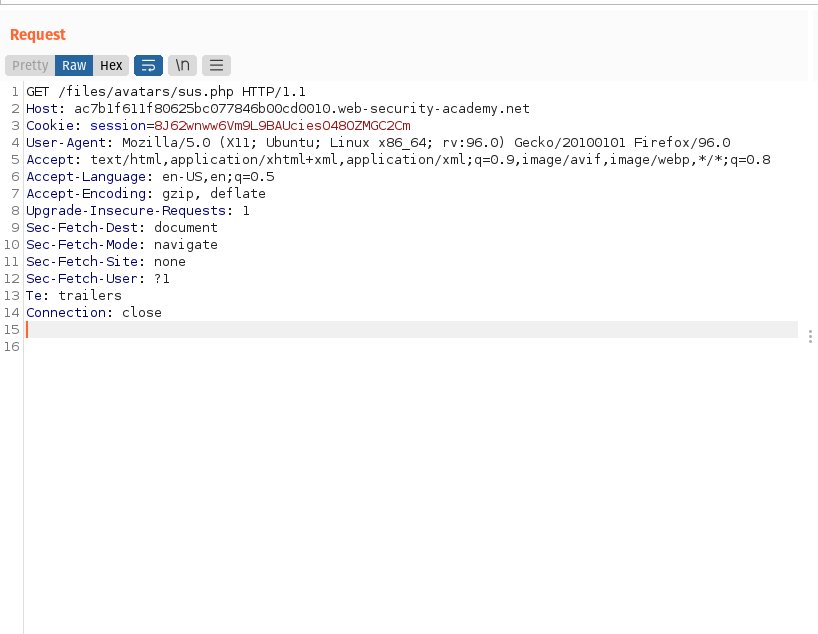 Request
Pretty Raw Hex \n
1 GET /files/avatars/sus.php HTTP/1.1
2 Host: ac7b1f611f80625bc077846b00cd0010.web-security-academy.net
3 Cookie: session=8J62wnww6Vm9L9BAUciesO480ZMGC2Cm
4 User-Agent: Mozilla/5.0 (X11; Ubuntu; Linux x86_64; rv:96.0) Gecko/20100101 Firefox/96.0
5 Accept: text/html,application/xhtml+xml,application/xml;q=0.9,image/avif,image/webp,*/*;q=0.8
6 Accept-Language: en-US,en;q=0.5
7 Accept-Encoding: gzip, deflate
8 Upgrade-Insecure-Requests: 1
9 Sec-Fetch-Dest: document
10 Sec-Fetch-Mode: navigate
11 Sec-Fetch-Site: none
12 Sec-Fetch-User: ?1
13 Te: trailers
14 Connection: close
15
16